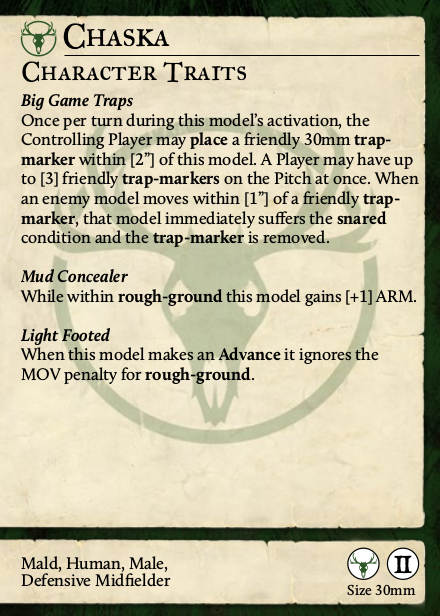 Chaska
Character Traits
Big Game Traps
Once per turn during this model's activation, the
Controlling Player may place a friendly 30mm trap-
marker within [2"] of this model. A Player may have up
to [3] friendly trap-markers on the Pitch at once. When
an enemy model moves within [1"] of a friendly trap-
marker, that model immediately suffers the snared
condition and the trap-marker is removed.
Mud Concealer
While within rough-ground this model gains [+1] ARM.
Light Footed
When this model makes an Advance it ignores the
MOV penalty for rough-ground.
Mald, Human, Male,
Defensive Midfielder
II
Size 30mm